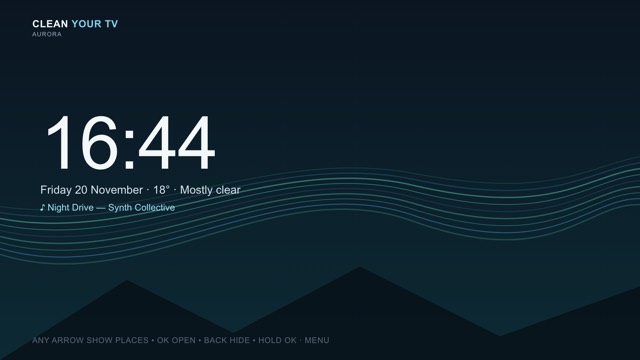 CLEAN YOUR TV
AURORA
16:44
Friday 20 November · 18° · Mostly clear
♪ Night Drive — Synth Collective
ANY ARROW SHOW PLACES • OK OPEN • BACK HIDE • HOLD OK · MENU